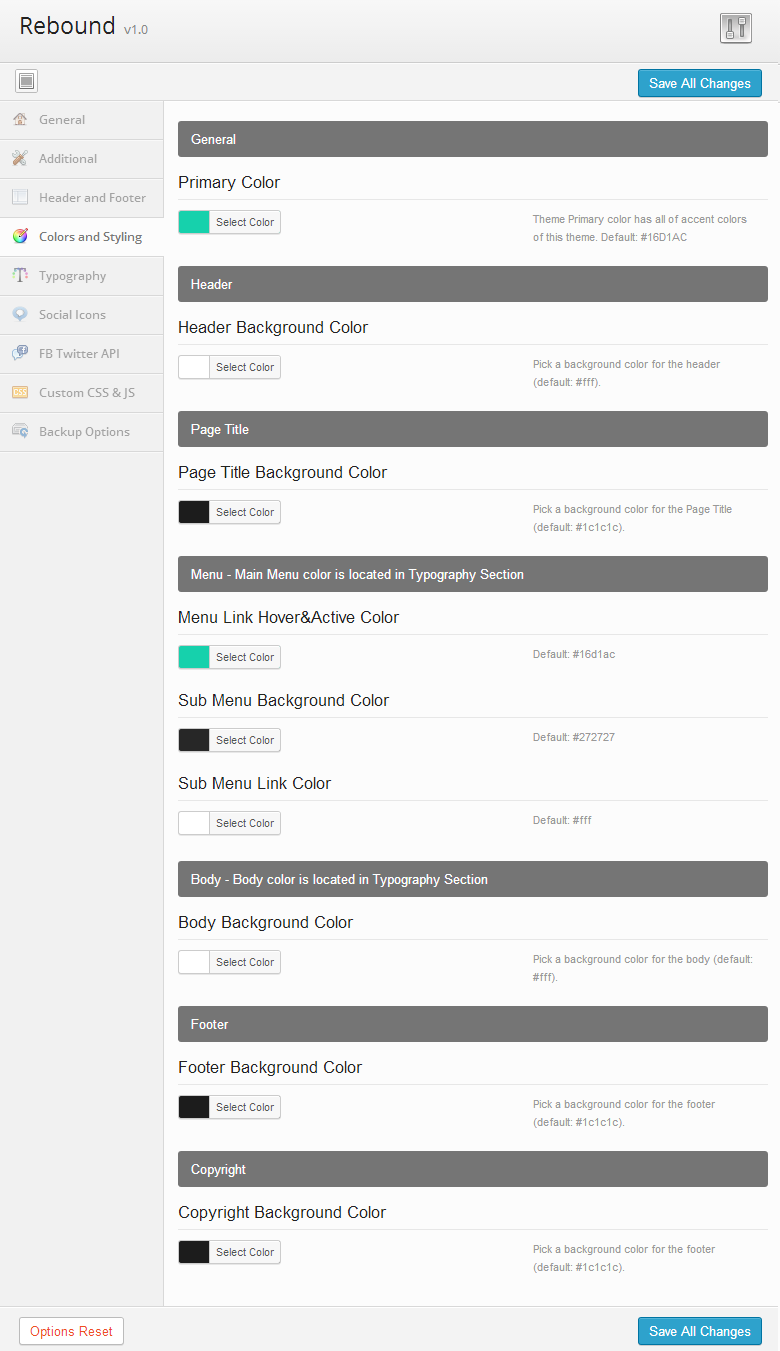 Rebound v1.0
Save All Changes
General
Additional
Header and Footer
Colors and Styling
Typography
Social Icons
FB Twitter API
Custom CSS & JS
Backup Options
General
Primary Color
Select Color
Theme Primary color has all of accent colors
of this theme. Default: #16D1AC
Header
Header Background Color
Select Color
Pick a background color for the header
(default: #fff).
Page Title
Page Title Background Color
Select Color
Pick a background color for the Page Title
(default: #1c1c1c).
Menu - Main Menu color is located in Typography Section
Menu Link Hover&Active Color
Select Color
Default: #16d1ac
Sub Menu Background Color
Select Color
Default: #272727
Sub Menu Link Color
Select Color
Default: #fff
Body - Body color is located in Typography Section
Body Background Color
Select Color
Pick a background color for the body (default:
#fff).
Footer
Footer Background Color
Select Color
Pick a background color for the footer
(default: #1c1c1c).
Copyright
Copyright Background Color
Select Color
Pick a background color for the footer
(default: #1c1c1c).
Options Reset
Save All Changes